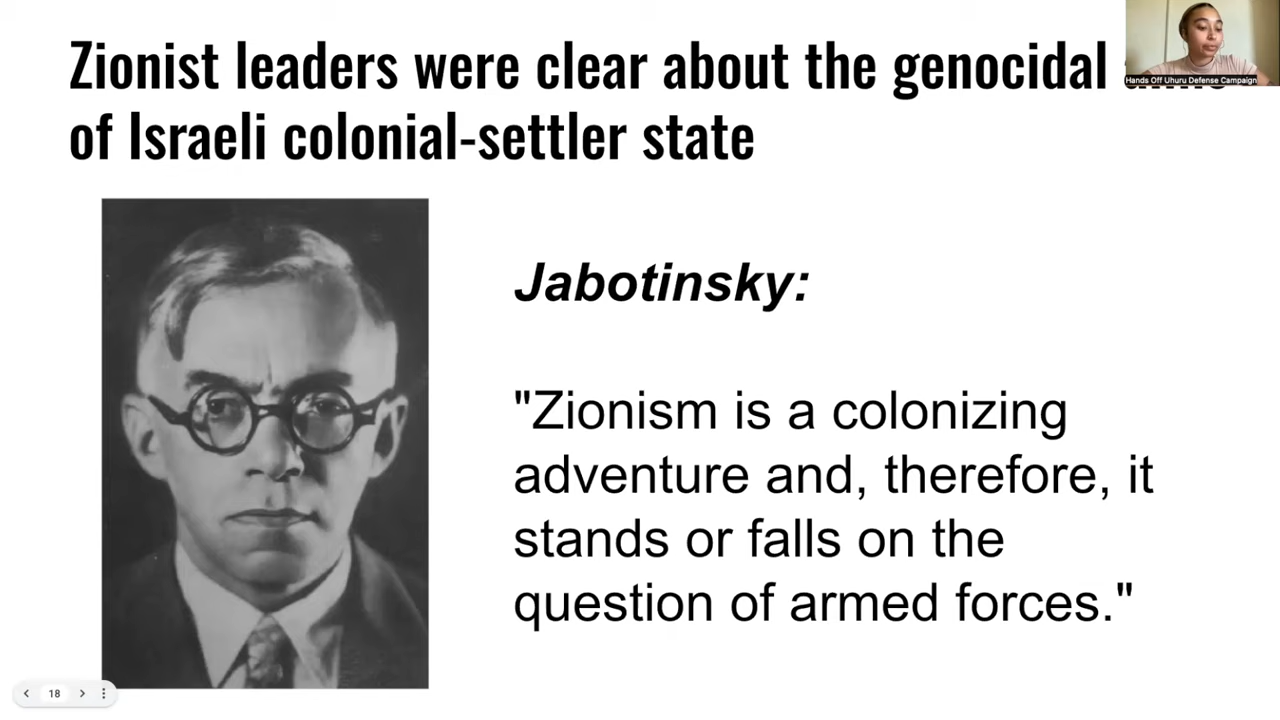 Zionist leaders were clear about the genocidal
of Israeli colonial-settler state
Hands Off Uhuru Defense Campaign
Jabotinsky:
"Zionism is a colonizing
adventure and, therefore, it
stands or falls on the
question of armed forces."
18